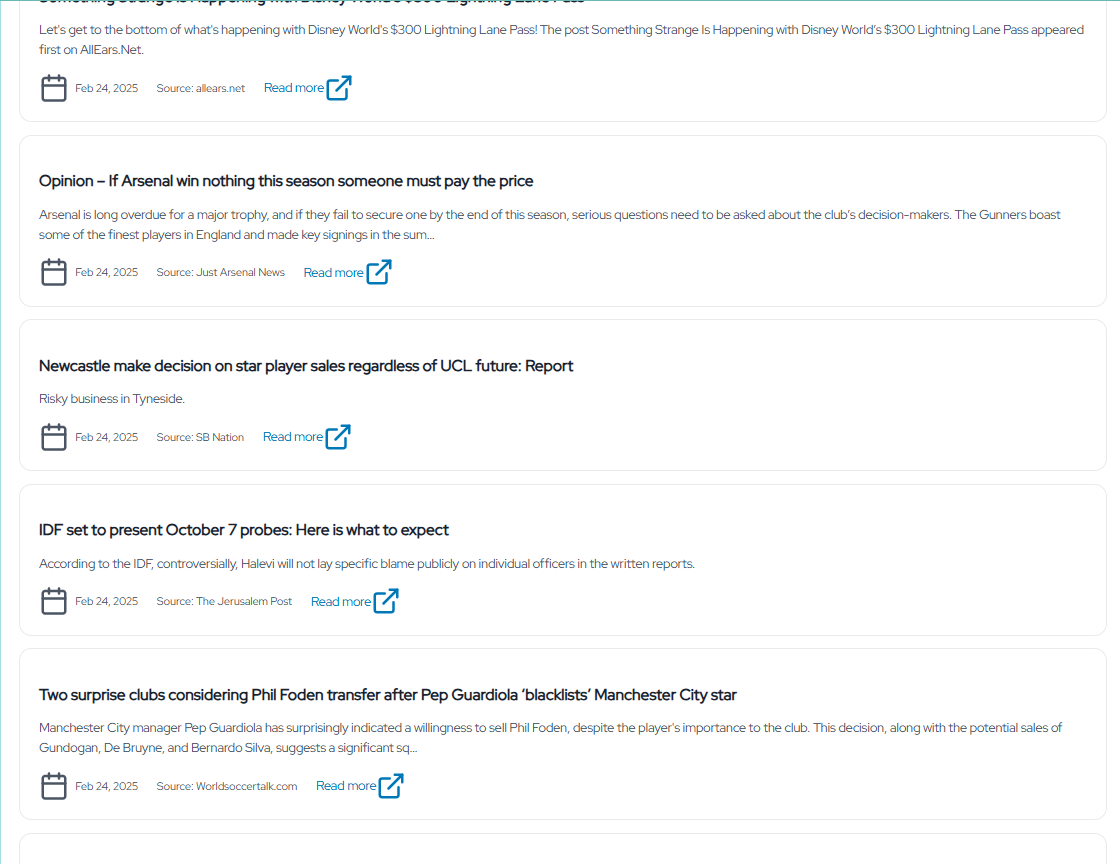 Something Strange Is Happening with Disney World's $300 Lightning Lane Pass
Let's get to the bottom of what's happening with Disney World's $300 Lightning Lane Pass! The post Something Strange Is Happening with Disney World’s $300 Lightning Lane Pass appeared
first on AllEars.Net.
Feb 24, 2025 Source: allears.net Read more
Opinion – If Arsenal win nothing this season someone must pay the price
Arsenal is long overdue for a major trophy, and if they fail to secure one by the end of this season, serious questions need to be asked about the club’s decision-makers. The Gunners boast
some of the finest players in England and made key signings in the sum...
Feb 24, 2025 Source: Just Arsenal News Read more
Newcastle make decision on star player sales regardless of UCL future: Report
Risky business in Tyneside.
Feb 24, 2025 Source: SB Nation Read more
IDF set to present October 7 probes: Here is what to expect
According to the IDF, controversially, Halevi will not lay specific blame publicly on individual officers in the written reports.
Feb 24, 2025 Source: The Jerusalem Post Read more
Two surprise clubs considering Phil Foden transfer after Pep Guardiola ‘blacklists’ Manchester City star
Manchester City manager Pep Guardiola has surprisingly indicated a willingness to sell Phil Foden, despite the player's importance to the club. This decision, along with the potential sales of
Gundogan, De Bruyne, and Bernardo Silva, suggests a significant sq...
Feb 24, 2025 Source: Worldsoccertalk.com Read more